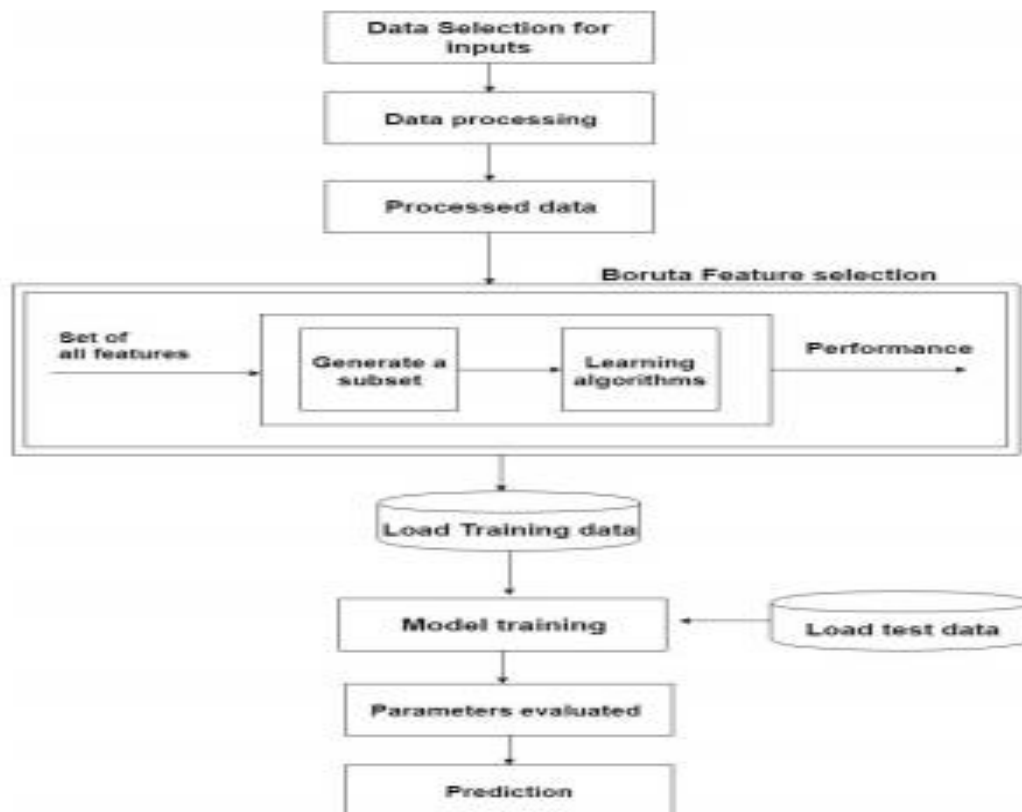 Data Selection for
inputs
Data processing
Processed data
Boruta Feature selection
Set of
all features
Generate a
subset
Learning
algorithms
Performance
Load Training data
Model training
Load test data
Parameters evaluated
Prediction